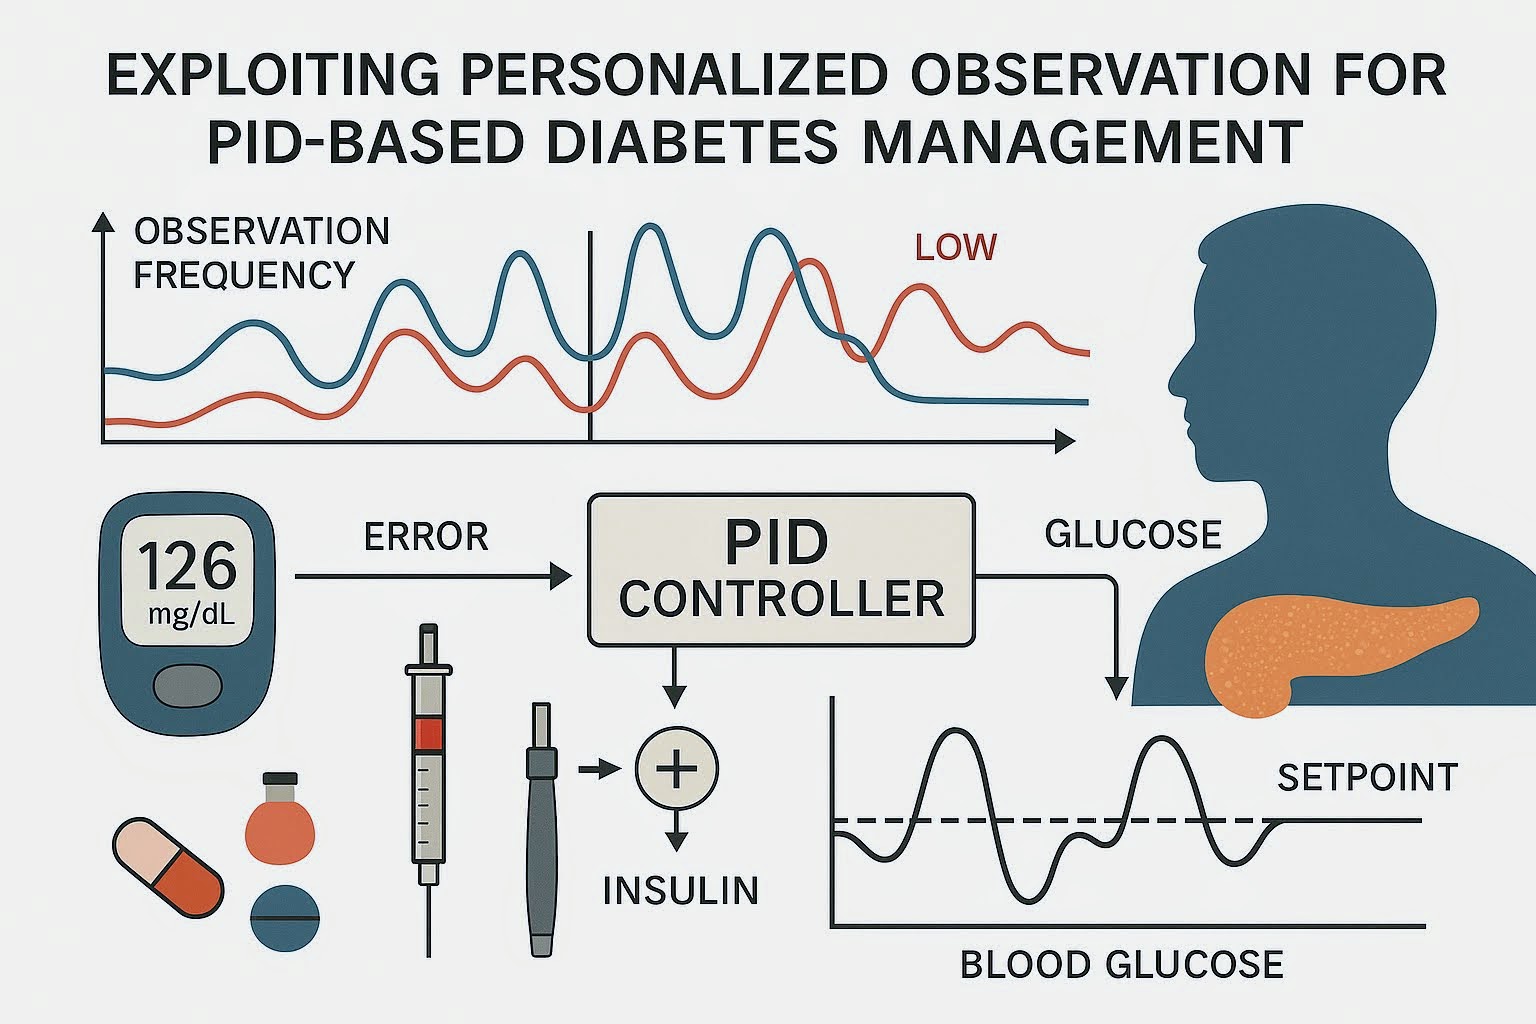 EXPLOITING PERSONALIZED OBSERVATION FOR
PID-BASED DIABETES MANAGEMENT
OBSERVATION
FREQUENCY
LOW
126
mg/dL
ERROR
PID
CONTROLLER
GLUCOSE
+
INSULIN
SETPOINT
BLOOD GLUCOSE